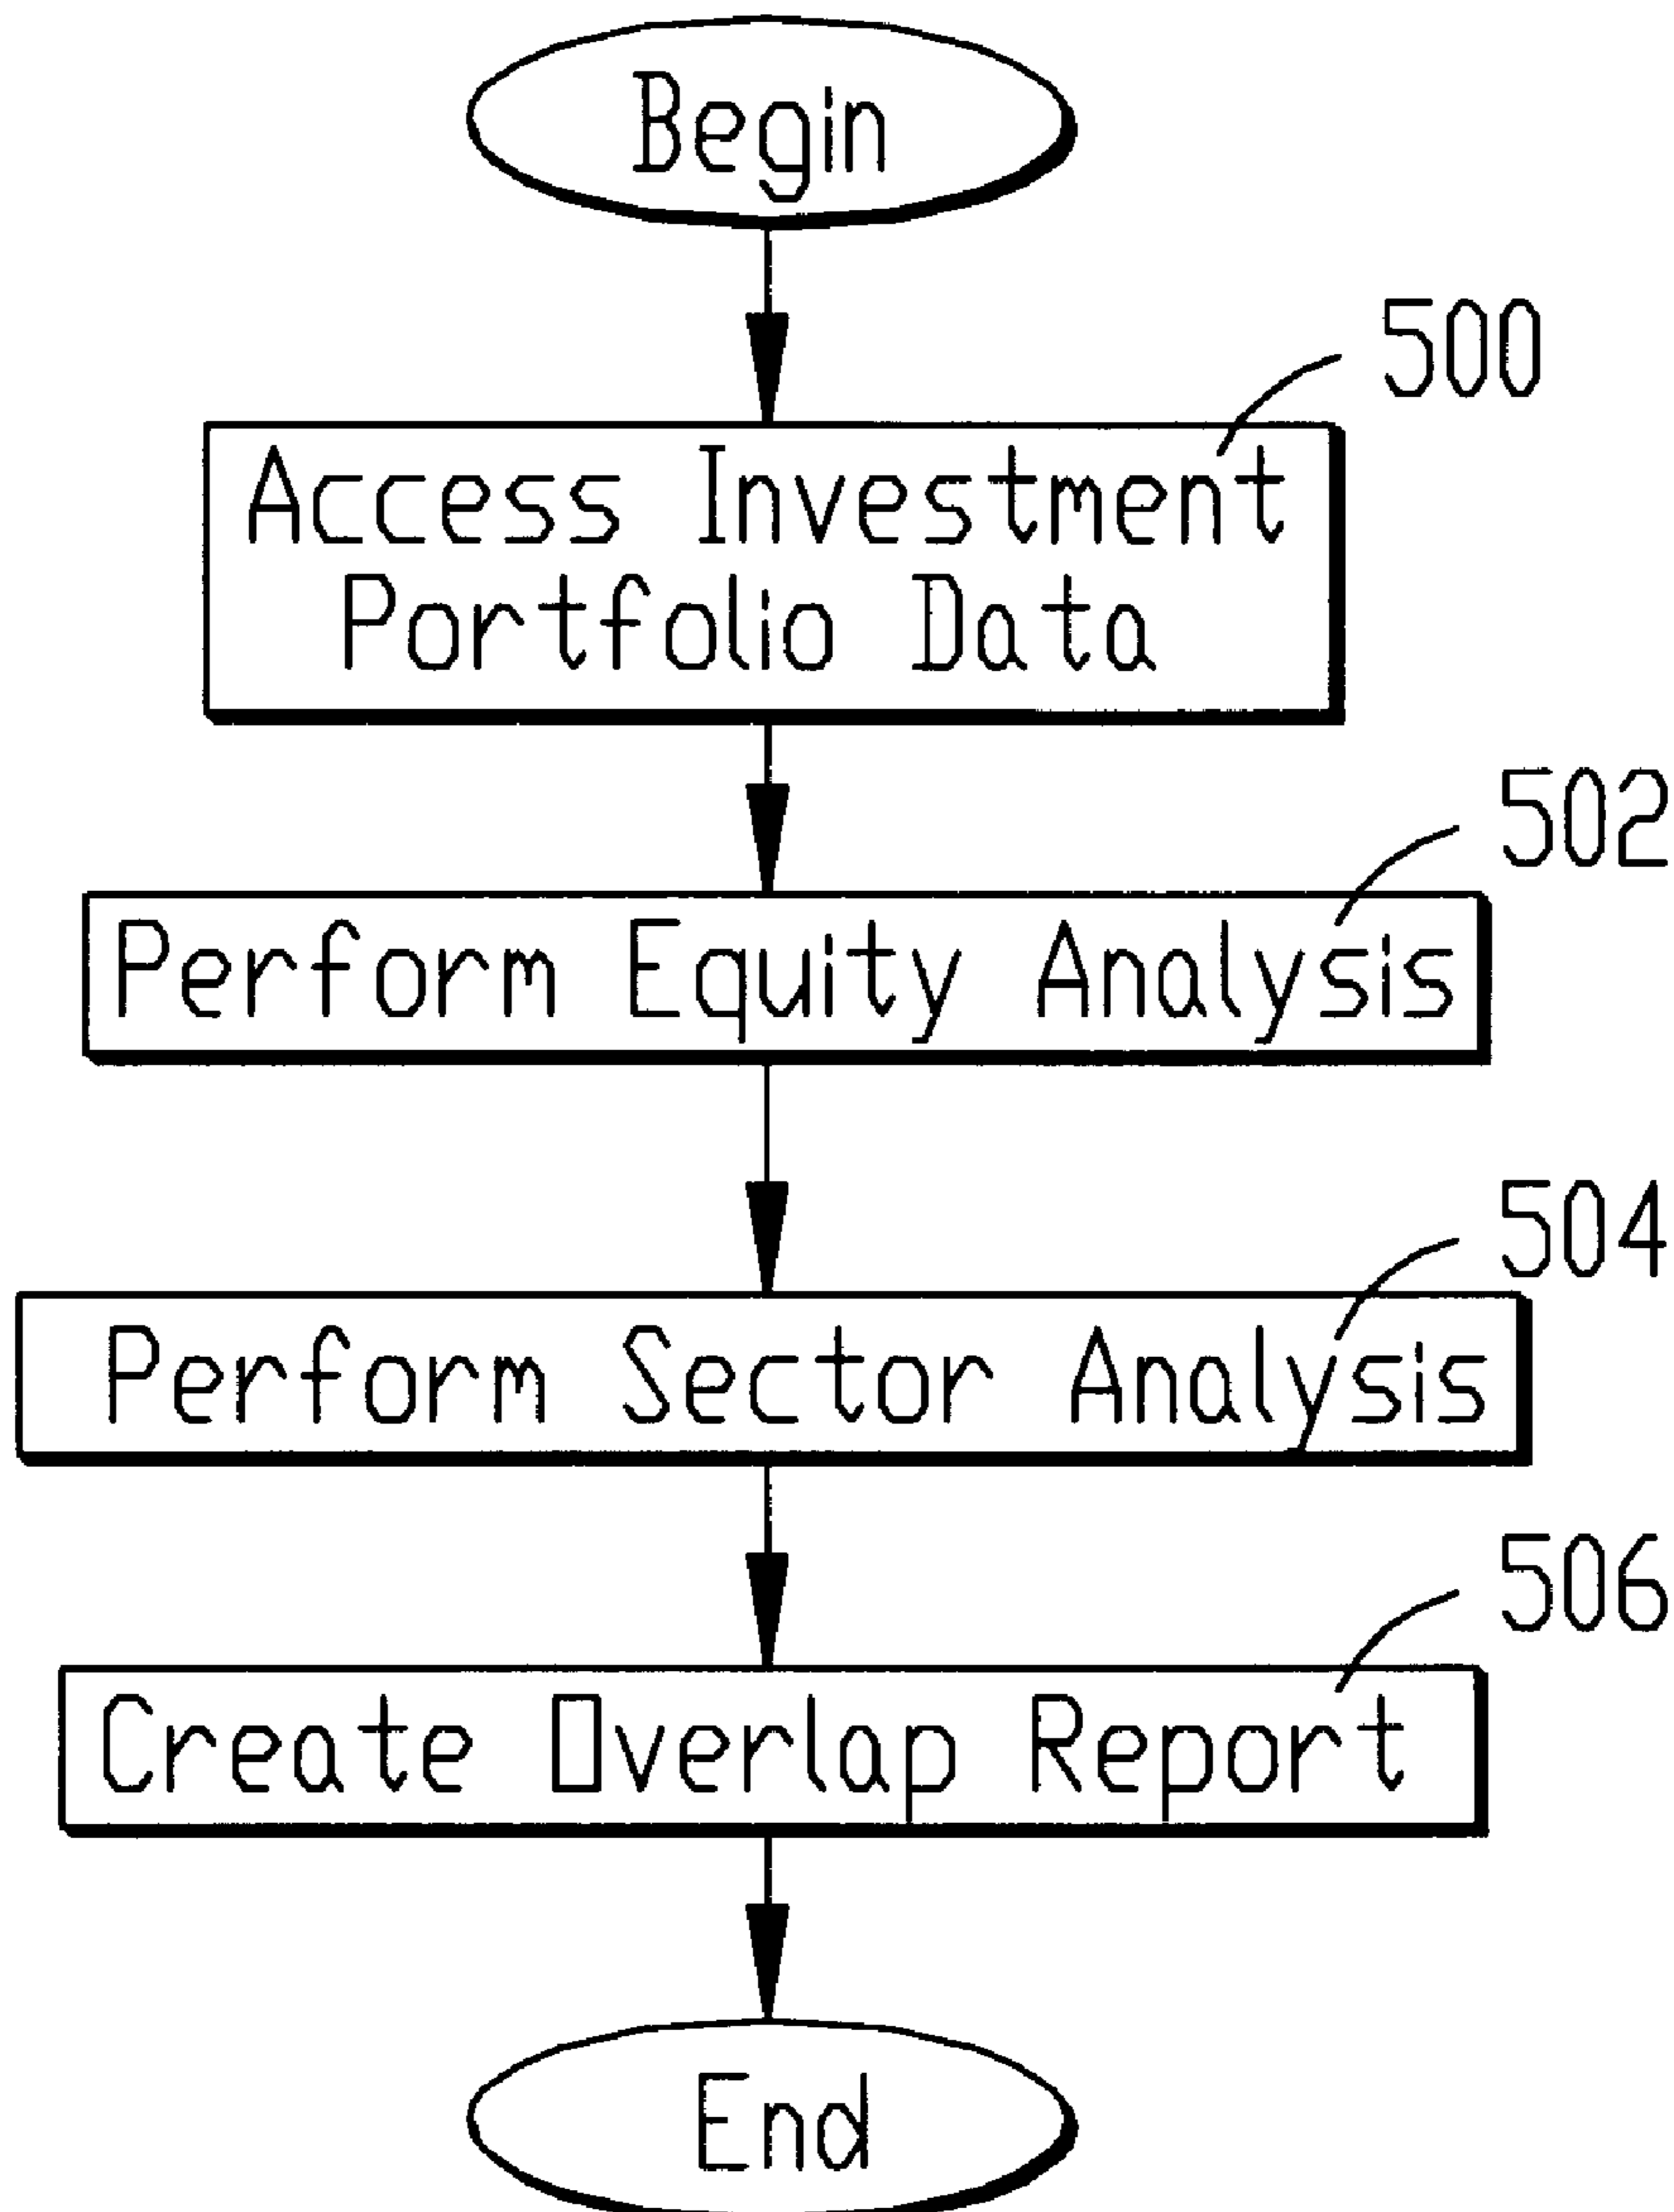 Begin
500
Access Investment
Portfolio Data
502
Perform Equity Analysis
504
Perform Sector Analysis
506
Create Overlap Report
End